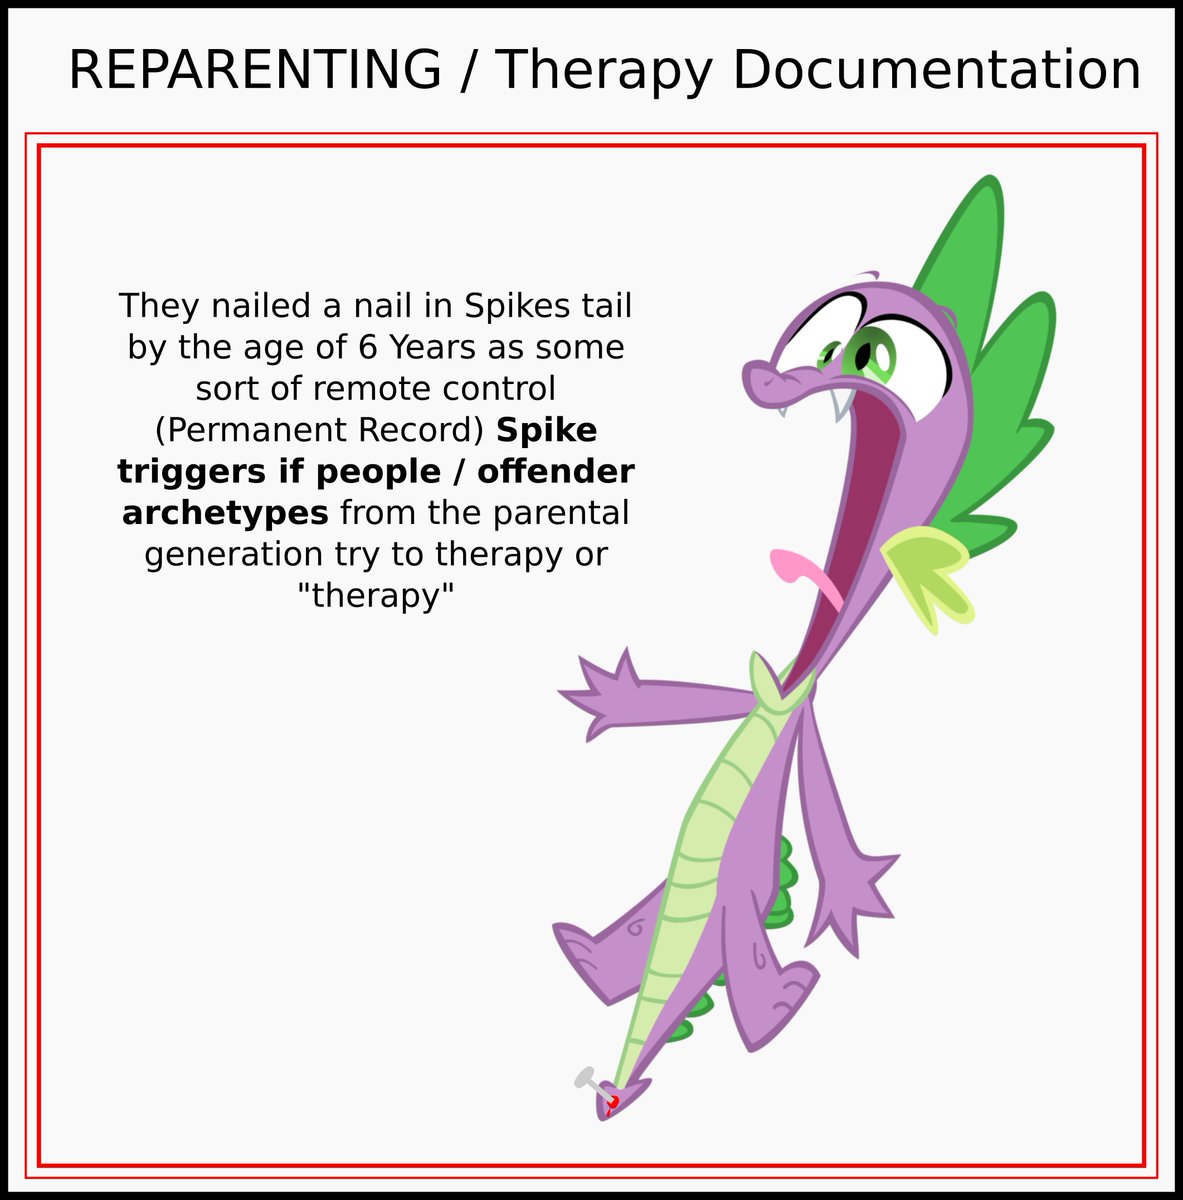 REPARENTING / Therapy Documentation
They nailed a nail in Spikes tail
by the age of 6 Years as some
sort of remote control
(Permanent Record) Spike
triggers if people / offender
archetypes from the parental
generation try to therapy or
"therapy"